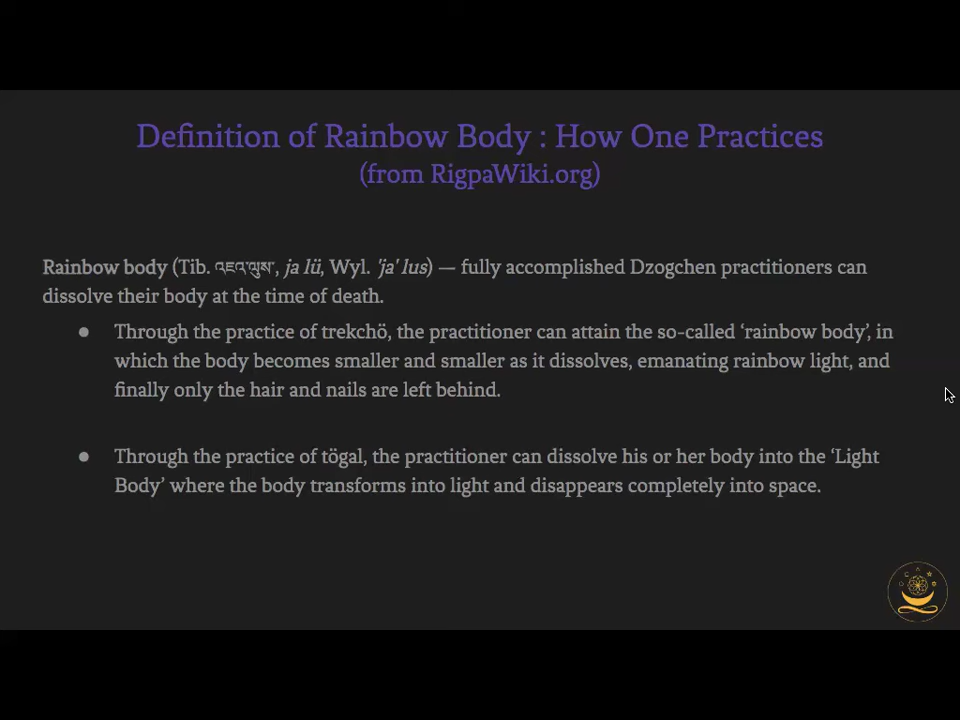 Definition of Rainbow Body : How One Practices
(from RigpaWiki.org)
Rainbow body (Tib. འཇའ་ལུས་, ja lü, Wyl. 'ja' lus) — fully accomplished Dzogchen practitioners can
dissolve their body at the time of death.
● Through the practice of trekchö, the practitioner can attain the so-called ‘rainbow body’, in
which the body becomes smaller and smaller as it dissolves, emanating rainbow light, and
finally only the hair and nails are left behind.
● Through the practice of tögal, the practitioner can dissolve his or her body into the ‘Light
Body’ where the body transforms into light and disappears completely into space.